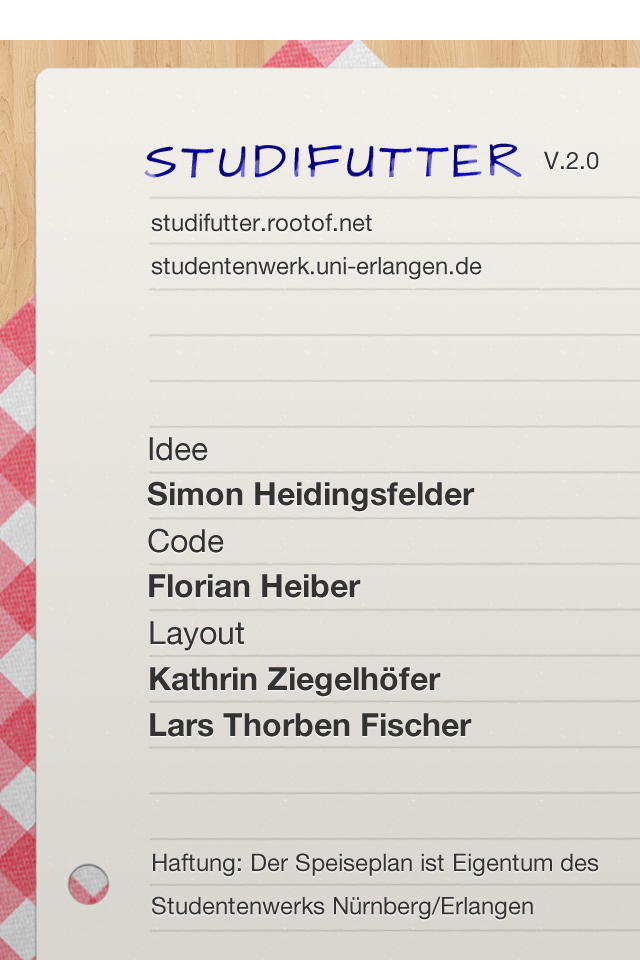 STUDIFUTTER V.2.0
studifutter.rootof.net
studentenwerk.uni-erlangen.de
Idee
Simon Heidingsfelder
Code
Florian Heiber
Layout
Kathrin Ziegelhöfer
Lars Thorben Fischer
Haftung: Der Speiseplan ist Eigentum des
Studentenwerks Nürnberg/Erlangen